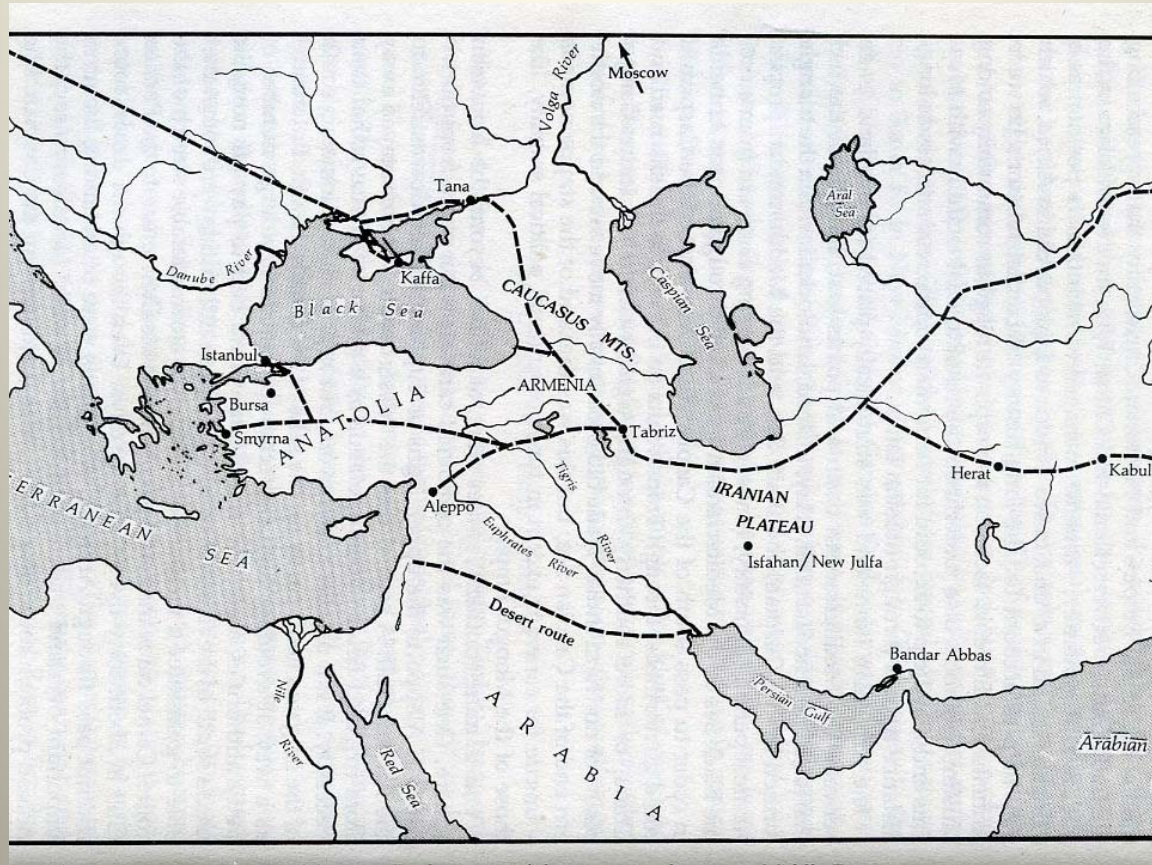 Moscow
Volga River
Tana
Aral
Sea
Danube River
Kaffa
CAUCASUS MTS.
Caspian Sea
Black Sea
Istanbul
ARMENIA
Bursa
ANATOLIA
Smyrna
Tabriz
Herat
Kabul
Tigris
River
Aleppo
IRANIAN
PLATEAU
TERRANEAN
SEA
Euphrates River
Isfahan/New Julfa
Desert route
Bandar Abbas
Nile
River
Persian Gulf
ARABIA
Red Sea
Arabian